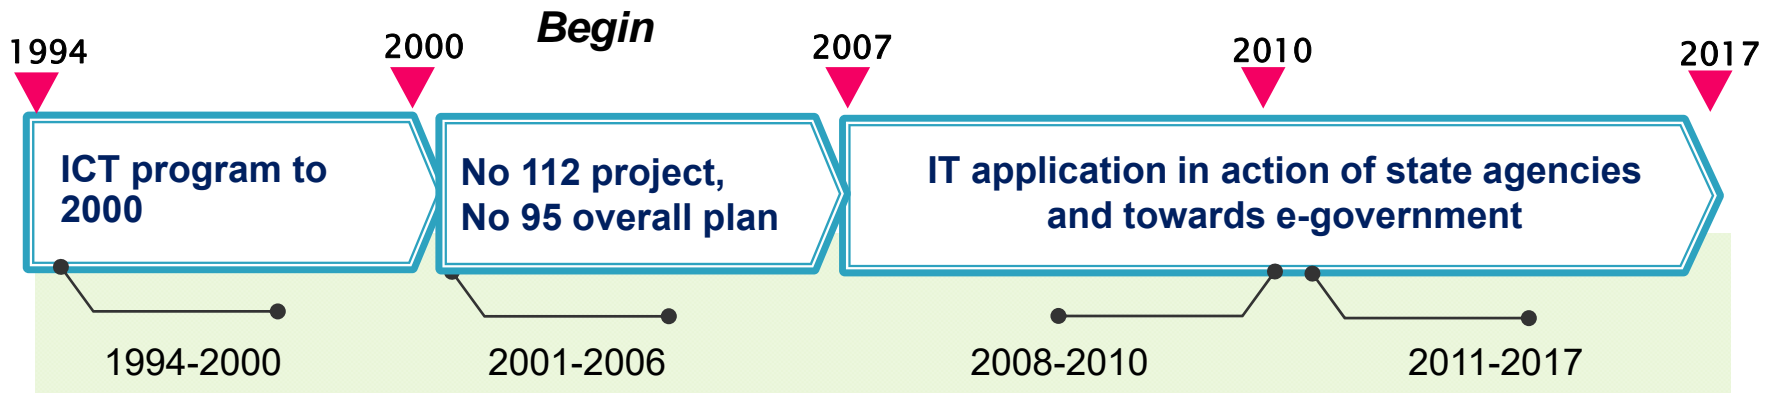 Begin
1994
2000
2007
2010
2017
ICT program to
2000
No 112 project,
No 95 overall plan
IT application in action of state agencies
and towards e-government
1994-2000
2001-2006
2008-2010
2011-2017